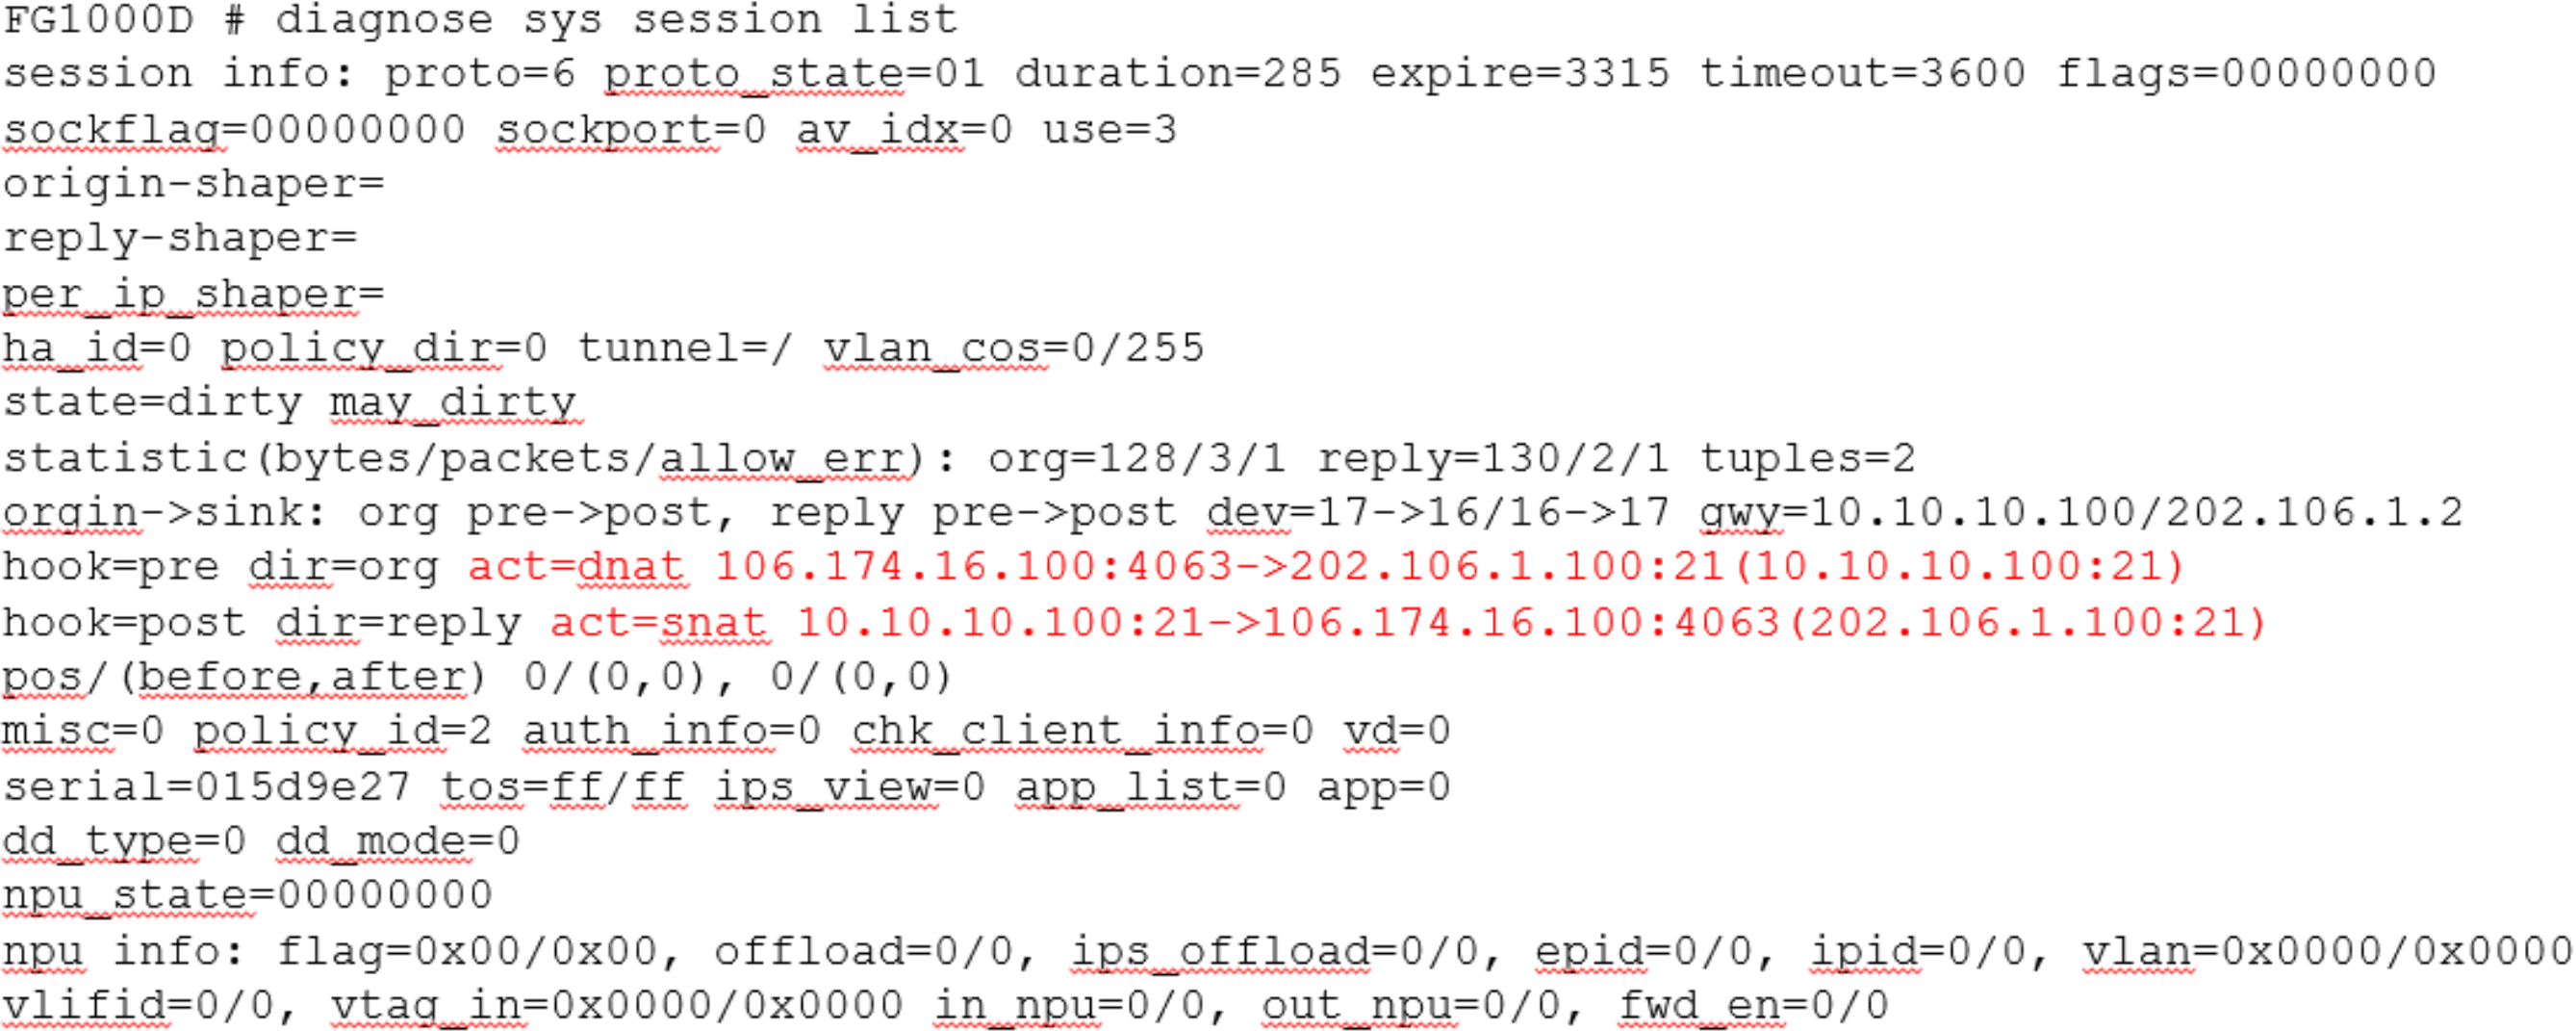 FG1000D # diagnose sys session list
session info: proto=6 proto_state=01 duration=285 expire=3315 timeout=3600 flags=00000000
sockflag=00000000 sockport=0 av_idx=0 use=3
origin-shaper=
reply-shaper=
per_ip_shaper=
ha_id=0 policy_dir=0 tunnel=/ vlan_cos=0/255
state=dirty may_dirty
statistic(bytes/packets/allow_err): org=128/3/1 reply=130/2/1 tuples=2
orgin->sink: org pre->post, reply pre->post dev=17->16/16->17 gwy=10.10.10.100/202.106.1.2
hook=pre dir=org act=dnat 106.174.16.100:4063->202.106.1.100:21(10.10.10.100:21)
hook=post dir=reply act=snat 10.10.10.100:21->106.174.16.100:4063(202.106.1.100:21)
pos/(before,after) 0/(0,0), 0/(0,0)
misc=0 policy_id=2 auth_info=0 chk_client_info=0 vd=0
serial=015d9e27 tos=ff/ff ips_view=0 app_list=0 app=0
dd_type=0 dd_mode=0
npu_state=00000000
npu info: flag=0x00/0x00, offload=0/0, ips_offload=0/0, epid=0/0, ipid=0/0, vlan=0x0000/0x0000
vlifid=0/0, vtag_in=0x0000/0x0000 in_npu=0/0, out_npu=0/0, fwd_en=0/0